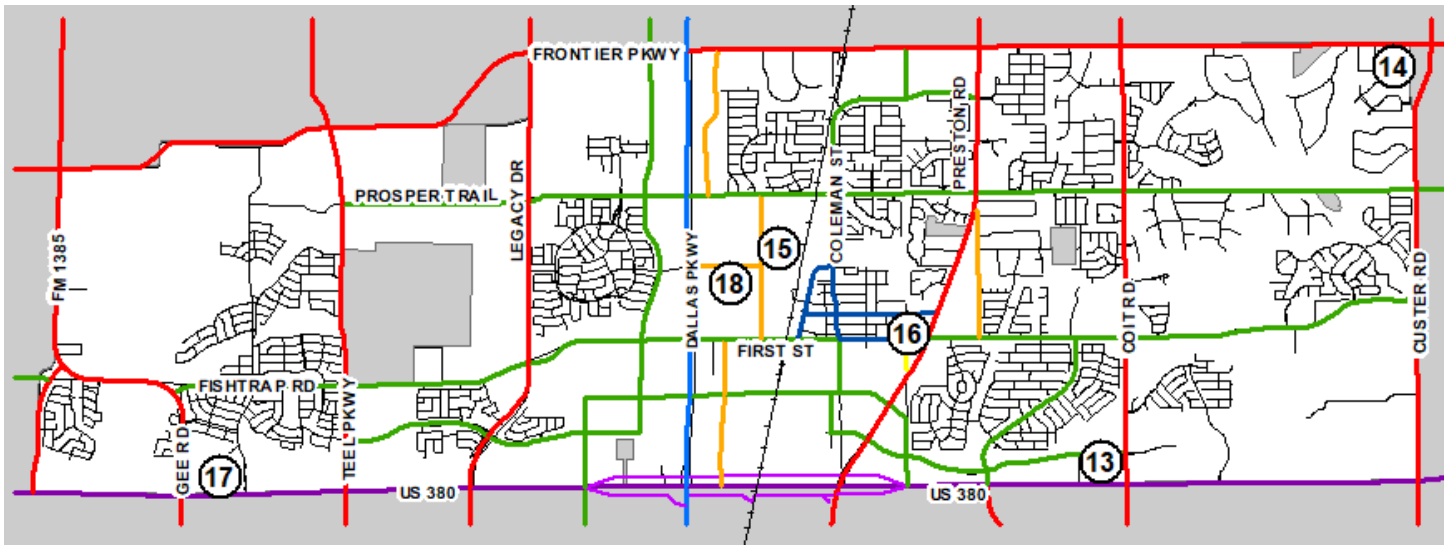 FRONTIER PKWY
14
PRESTON RD
COLEMAN ST
PROSPER TRAIL
LEGACY DR
15
18
FM 1385
DALLAS PKWY
16
COIT RD
CUSTER RD
FIRST ST
FISHTRAP RD
TEEL PKWY
GEE RD
17
13
US 380
US 380